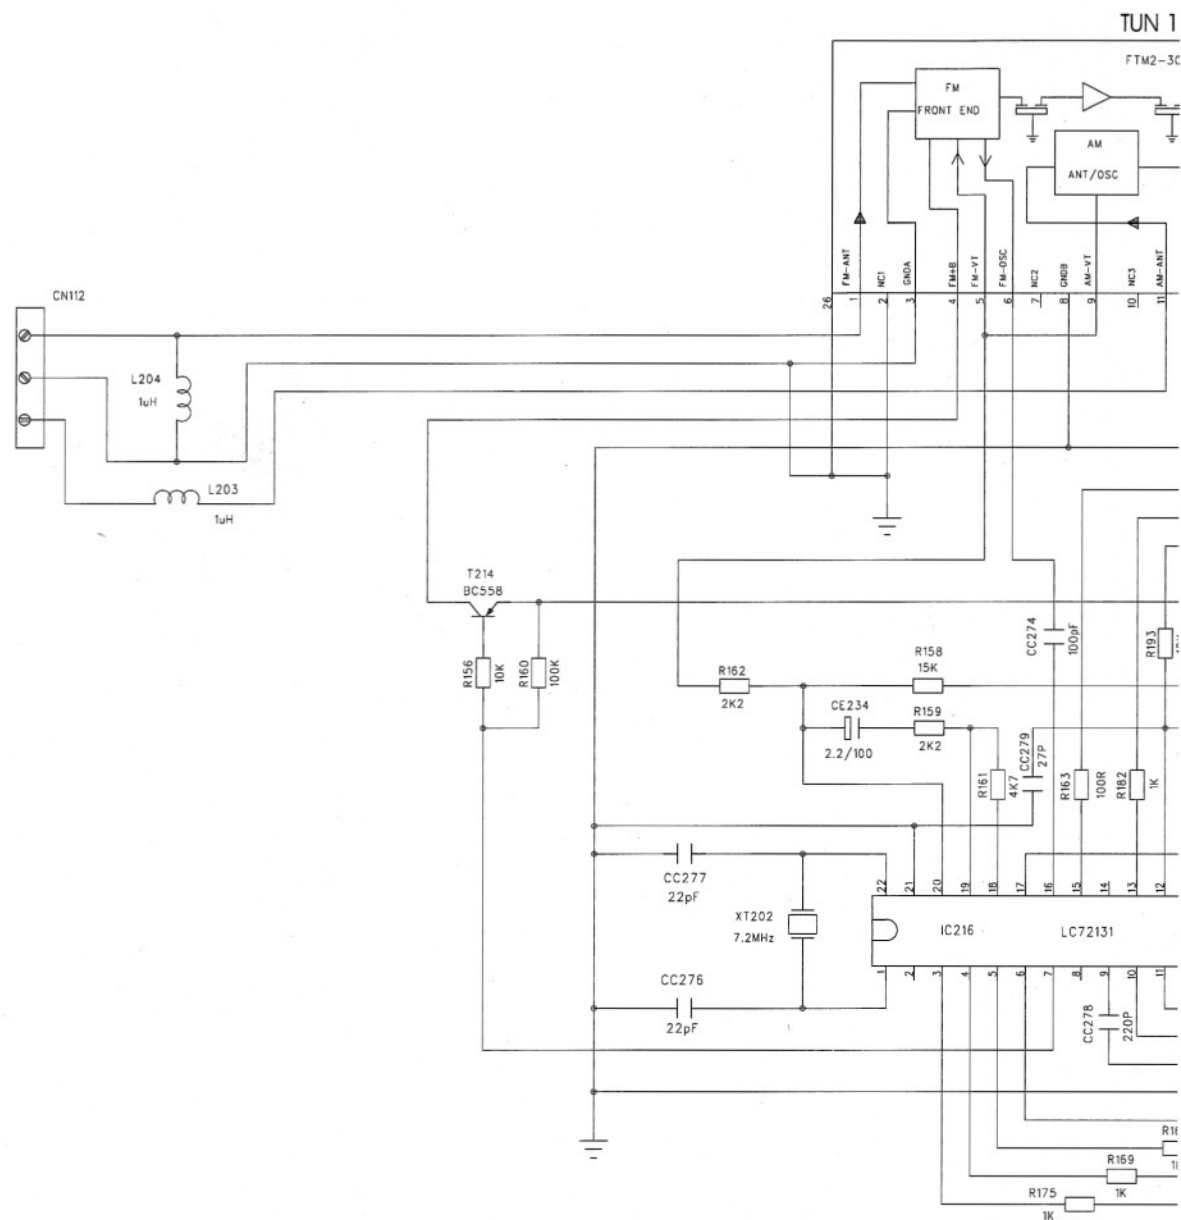 TUN 1
FTM2-30
FM
FRONT END
AM
ANT/OSC
FM-ANT
NC1
GNDA
FM+B
FM-VT
FM-OSC
NC2
GNDB
AM-VT
NC3
AM-ANT
26
1
2
3
4
5
6
7
8
9
10
11
CN112
L204
1uH
L203
1uH
T214
BC558
R156
10K
R160
100K
R162
2K2
R158
15K
CE234
2.2/100
R159
2K2
R161
4K7
CC279
27P
CC274
100pF
R163
100R
R182
1K
R193
CC277
22pF
XT202
7.2MHz
CC276
22pF
22
21
20
19
18
17
16
15
14
13
12
IC216
LC72131
1
2
3
4
5
6
7
8
9
10
11
CC278
220P
R169
1K
R175
1K